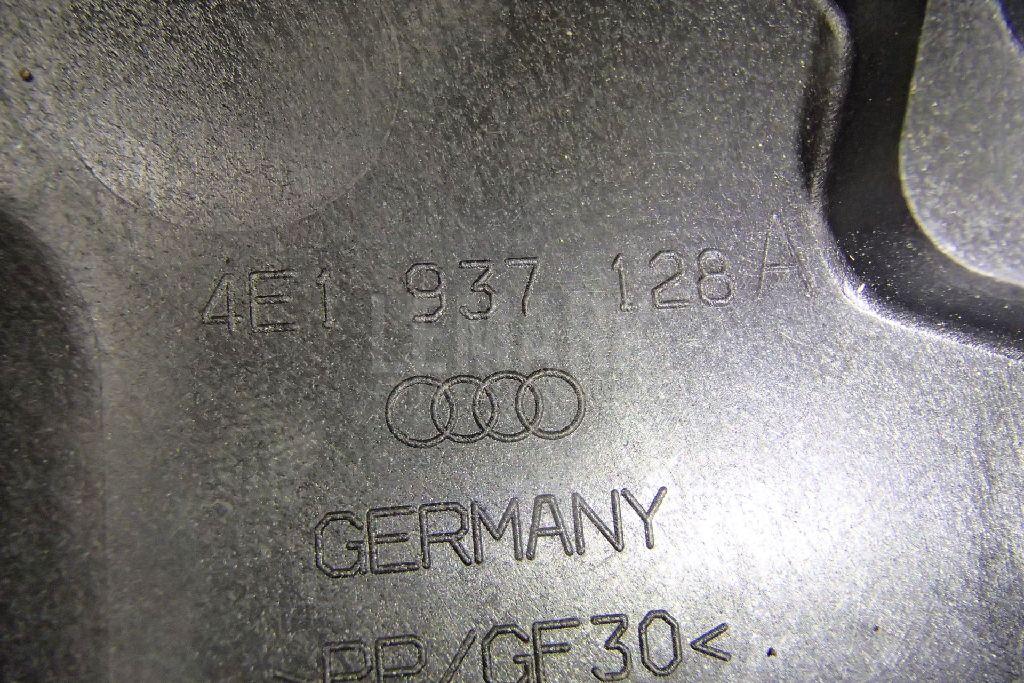 4E1 937 128 A
GERMANY
>PP/GF30<